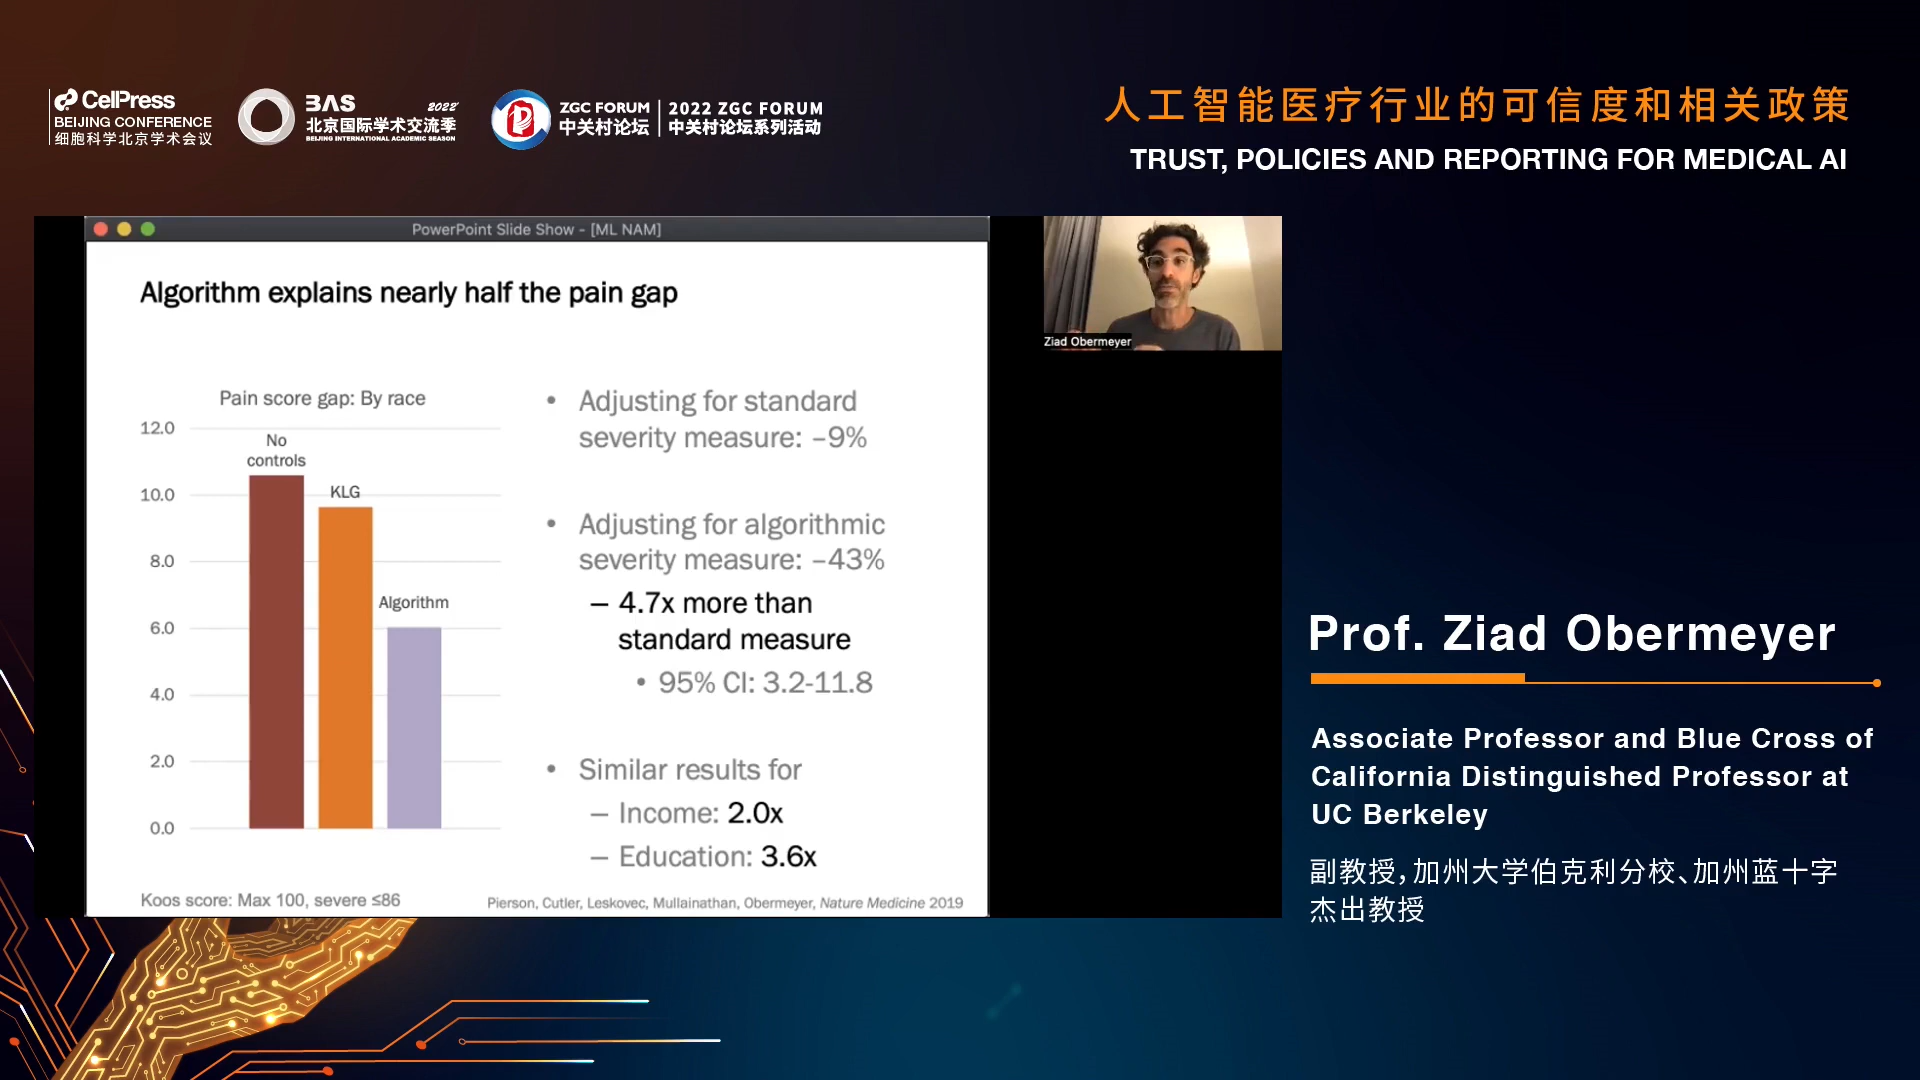 CellPress
BEIJING CONFERENCE
细胞科学北京学术会议
BAS 2022
北京国际学术交流季
BEIJING INTERNATIONAL ACADEMIC SEASON
ZGC FORUM
中关村论坛
2022 ZGC FORUM
中关村论坛系列活动
人工智能医疗行业的可信度和相关政策
TRUST, POLICIES AND REPORTING FOR MEDICAL AI
PowerPoint Slide Show - [ML NAM]
Algorithm explains nearly half the pain gap
Pain score gap: By race
12.0
10.0
8.0
6.0
4.0
2.0
0.0
No
controls
KLG
Algorithm
Koos score: Max 100, severe ≤86
• Adjusting for standard
severity measure: –9%
• Adjusting for algorithmic
severity measure: –43%
– 4.7x more than
standard measure
• 95% CI: 3.2-11.8
• Similar results for
– Income: 2.0x
– Education: 3.6x
Pierson, Cutler, Leskovec, Mullainathan, Obermeyer, Nature Medicine 2019
Ziad Obermeyer
Prof. Ziad Obermeyer
Associate Professor and Blue Cross of
California Distinguished Professor at
UC Berkeley
副教授，加州大学伯克利分校、加州蓝十字
杰出教授